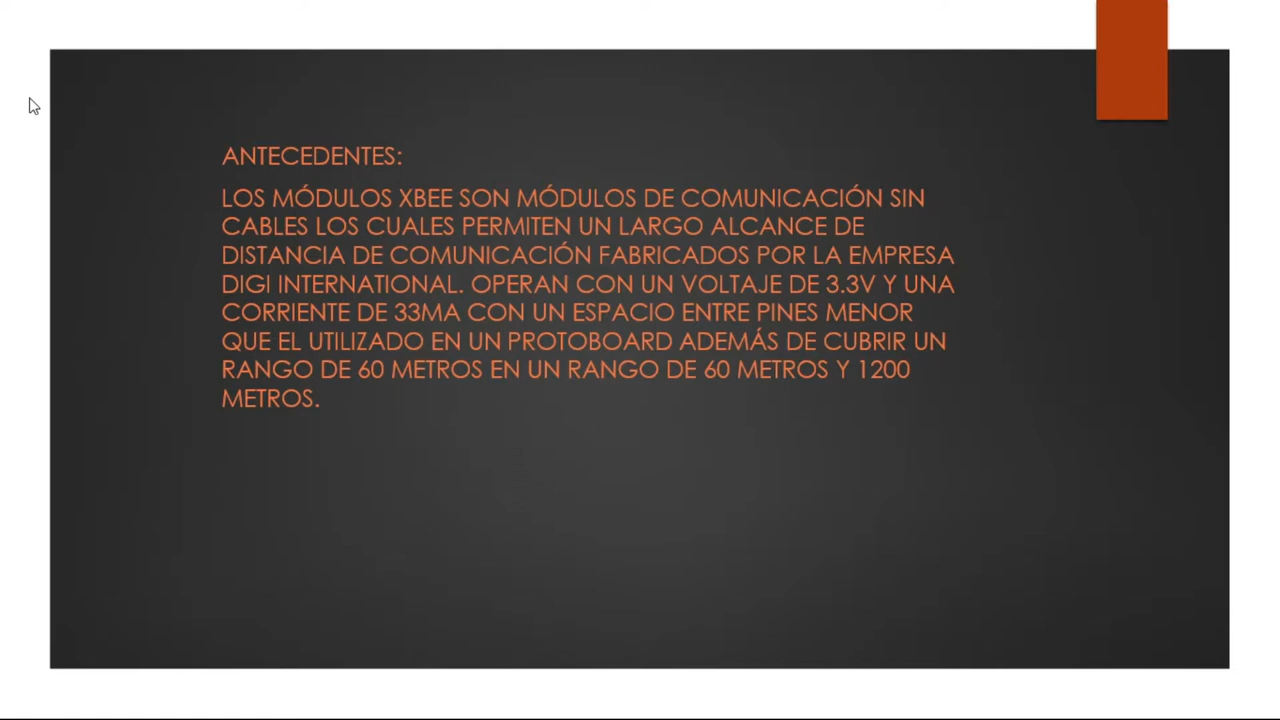 ANTECEDENTES:
LOS MÓDULOS XBEE SON MÓDULOS DE COMUNICACIÓN SIN
CABLES LOS CUALES PERMITEN UN LARGO ALCANCE DE
DISTANCIA DE COMUNICACIÓN FABRICADOS POR LA EMPRESA
DIGI INTERNATIONAL. OPERAN CON UN VOLTAJE DE 3.3V Y UNA
CORRIENTE DE 33MA CON UN ESPACIO ENTRE PINES MENOR
QUE EL UTILIZADO EN UN PROTOBOARD ADEMÁS DE CUBRIR UN
RANGO DE 60 METROS EN UN RANGO DE 60 METROS Y 1200
METROS.